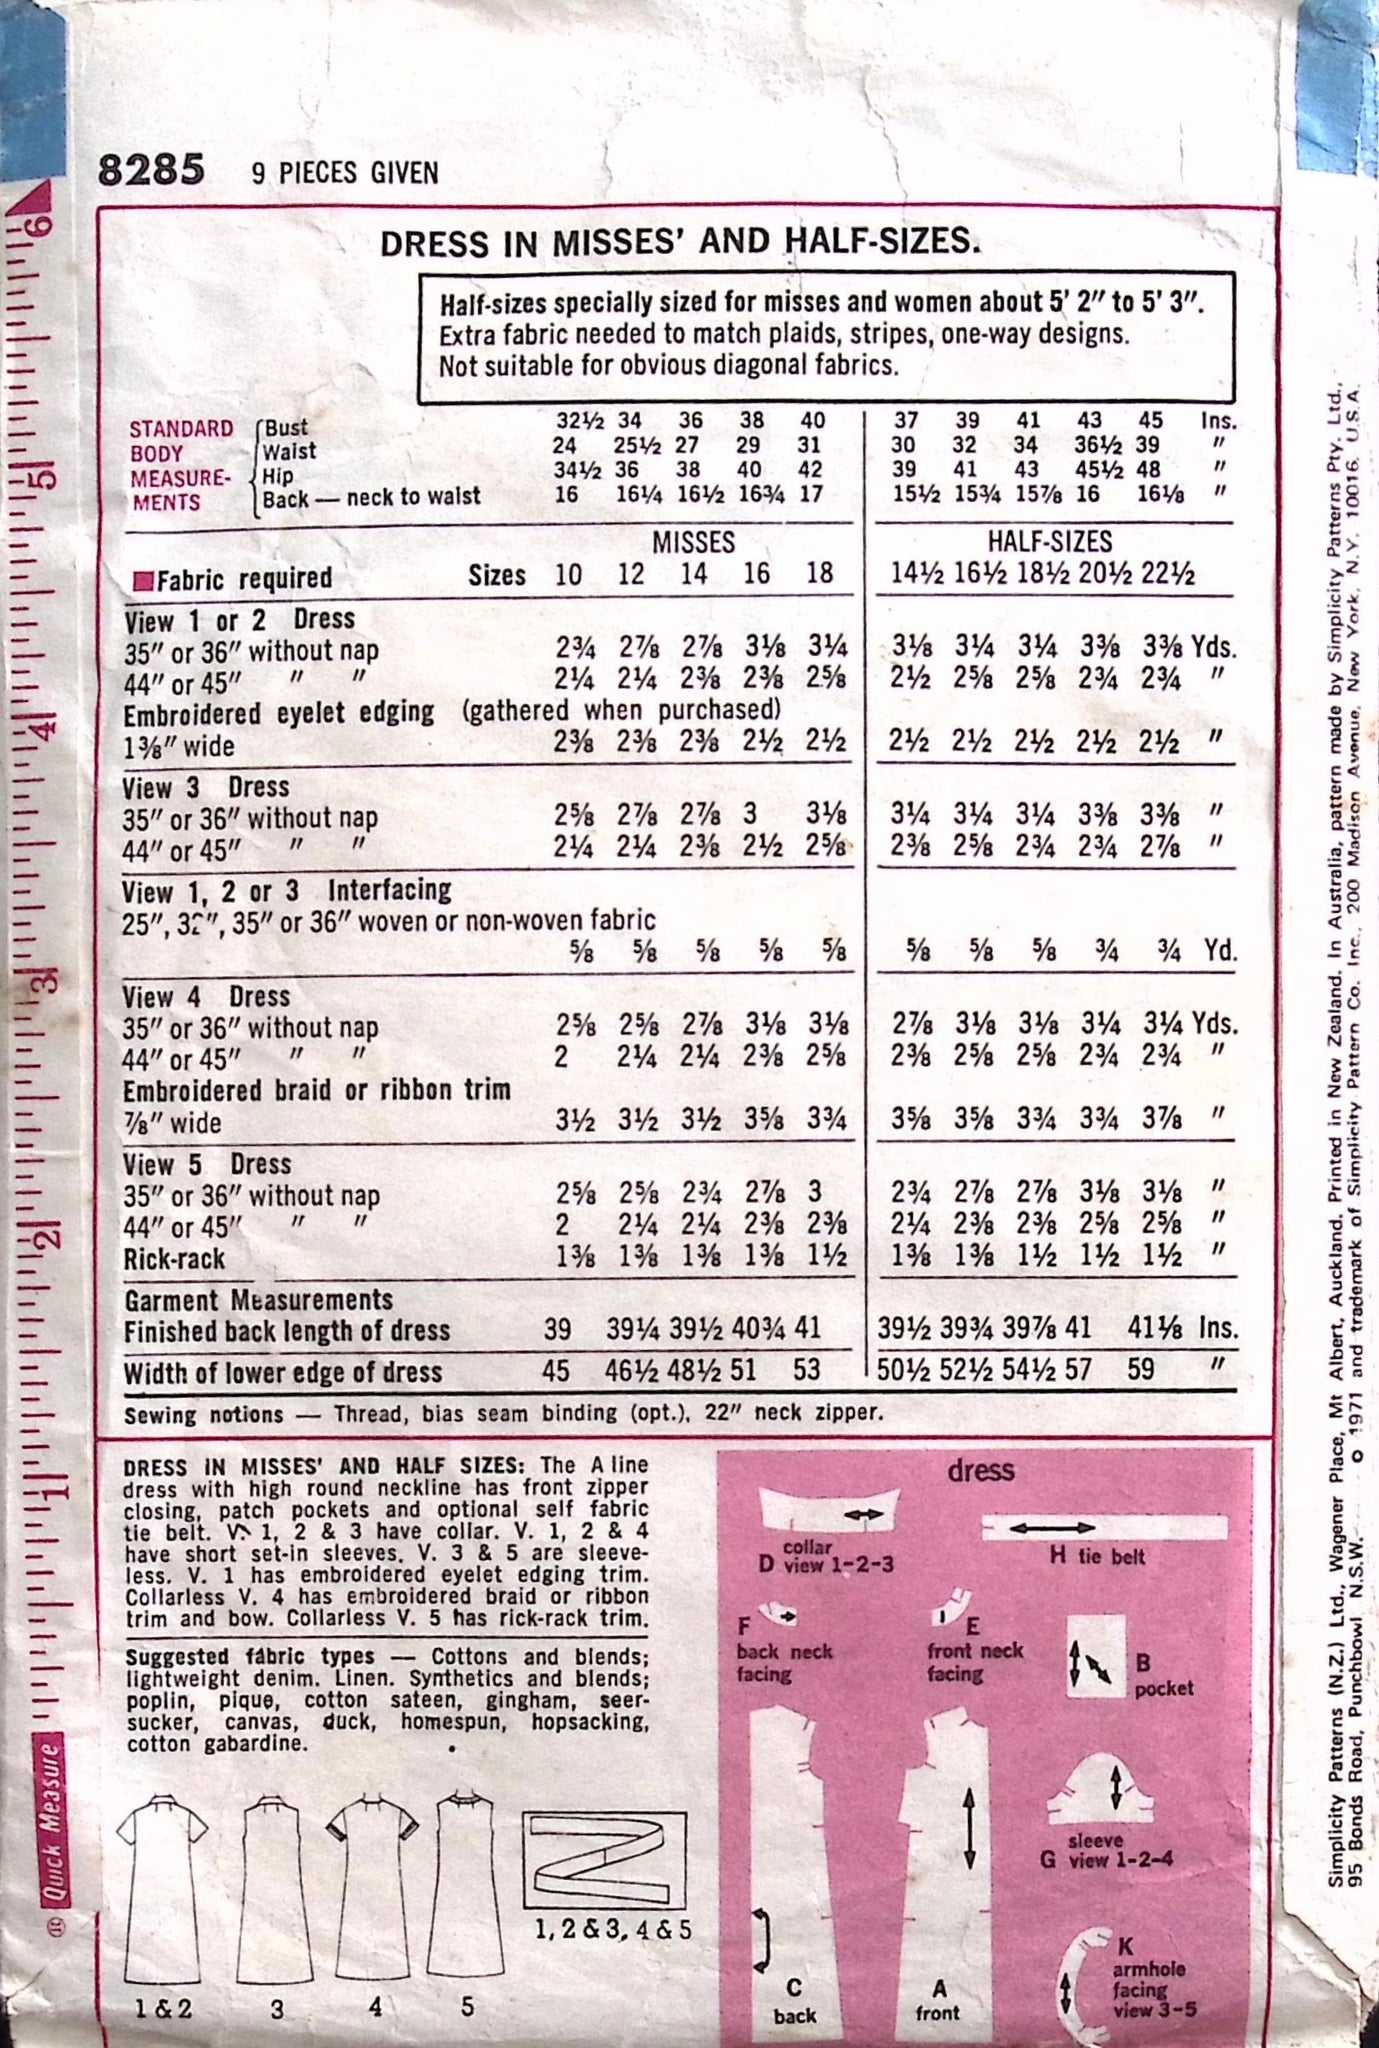 8285 9 PIECES GIVEN
DRESS IN MISSES' AND HALF-SIZES.
Half-sizes specially sized for misses and women about 5' 2" to 5' 3".
Extra fabric needed to match plaids, stripes, one-way designs.
Not suitable for obvious diagonal fabrics.
STANDARD BODY MEASURE-MENTS
Bust 32½ 34 36 38 40 37 39 41 43 45 Ins.
Waist 24 25½ 27 29 31 30 32 34 36½ 39 "
Hip 34½ 36 38 40 42 39 41 43 45½ 48 "
Back — neck to waist 16 16¼ 16½ 16¾ 17 15½ 15¾ 15⅞ 16 16⅛ "
MISSES HALF-SIZES
Fabric required Sizes 10 12 14 16 18 14½ 16½ 18½ 20½ 22½
View 1 or 2 Dress
35" or 36" without nap 2¾ 2⅞ 2⅞ 3⅛ 3¼ 3⅛ 3¼ 3¼ 3⅜ 3⅜ Yds.
44" or 45" " " 2¼ 2¼ 2⅜ 2⅜ 2⅝ 2½ 2⅝ 2⅝ 2¾ 2¾ "
Embroidered eyelet edging (gathered when purchased)
1⅜" wide 2⅜ 2⅜ 2⅜ 2½ 2½ 2½ 2½ 2½ 2½ 2½ "
View 3 Dress
35" or 36" without nap 2⅝ 2⅞ 2⅞ 3 3⅛ 3¼ 3¼ 3¼ 3⅜ 3⅜ "
44" or 45" " " 2¼ 2¼ 2⅜ 2½ 2⅝ 2⅜ 2⅝ 2¾ 2¾ 2⅞ "
View 1, 2 or 3 Interfacing
25", 32", 35" or 36" woven or non-woven fabric
⅝ ⅝ ⅝ ⅝ ⅝ ⅝ ⅝ ⅝ ¾ ¾ Yd.
View 4 Dress
35" or 36" without nap 2⅝ 2⅝ 2⅞ 3⅛ 3⅛ 2⅞ 3⅛ 3⅛ 3¼ 3¼ Yds.
44" or 45" " " 2 2¼ 2¼ 2⅜ 2⅝ 2⅜ 2⅝ 2⅝ 2¾ 2¾ "
Embroidered braid or ribbon trim
⅞" wide 3½ 3½ 3½ 3⅝ 3¾ 3⅝ 3⅝ 3¾ 3¾ 3⅞ "
View 5 Dress
35" or 36" without nap 2⅝ 2⅝ 2¾ 2⅞ 3 2¾ 2⅞ 2⅞ 3⅛ 3⅛ "
44" or 45" " " 2 2¼ 2¼ 2⅜ 2⅜ 2¼ 2⅜ 2⅜ 2⅝ 2⅝ "
Rick-rack 1⅜ 1⅜ 1⅜ 1⅜ 1½ 1⅜ 1⅜ 1½ 1½ 1½ "
Garment Measurements
Finished back length of dress 39 39¼ 39½ 40¾ 41 39½ 39¾ 39⅞ 41 41⅛ Ins.
Width of lower edge of dress 45 46½ 48½ 51 53 50½ 52½ 54½ 57 59 "
Sewing notions — Thread, bias seam binding (opt.), 22" neck zipper.
DRESS IN MISSES' AND HALF SIZES: The A line
dress with high round neckline has front zipper
closing, patch pockets and optional self fabric
tie belt. V. 1, 2 & 3 have collar. V. 1, 2 & 4
have short set-in sleeves. V. 3 & 5 are sleeve-
less. V. 1 has embroidered eyelet edging trim.
Collarless V. 4 has embroidered braid or ribbon
trim and bow. Collarless V. 5 has rick-rack trim.
Suggested fabric types — Cottons and blends;
lightweight denim. Linen. Synthetics and blends;
poplin, pique, cotton sateen, gingham, seer-
sucker, canvas, duck, homespun, hopsacking,
cotton gabardine.
1 & 2
3
4
5
1, 2 & 3, 4 & 5
dress
collar
D view 1-2-3
H tie belt
F
back neck
facing
E
front neck
facing
B
pocket
sleeve
G view 1-2-4
C
back
A
front
K
armhole
facing
view 3-5
6
5
4
3
2
1
Quick Measure
Simplicity Patterns (N.Z.) Ltd., Wagener Place, Mt Albert, Auckland. Printed in New Zealand. In Australia, pattern made by Simplicity Patterns Pty. Ltd.,
95 Bonds Road, Punchbowl N.S.W. © 1971 and trademark of Simplicity Pattern Co. Inc., 200 Madison Avenue, New York, N.Y. 10016. U.S.A.